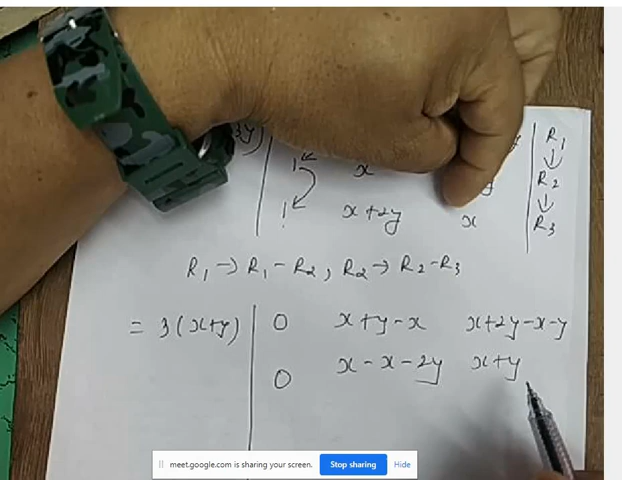 3y) | 1 | R₁
x y ↓
↓ R₂
! x+2y x | R₃
R₁ → R₁ − R₂, R₂ → R₂ − R₃
= 3(x+y) | 0 x+y−x x+2y−x−y
0 x−x−2y x+y
meet.google.com is sharing your screen. Stop sharing Hide